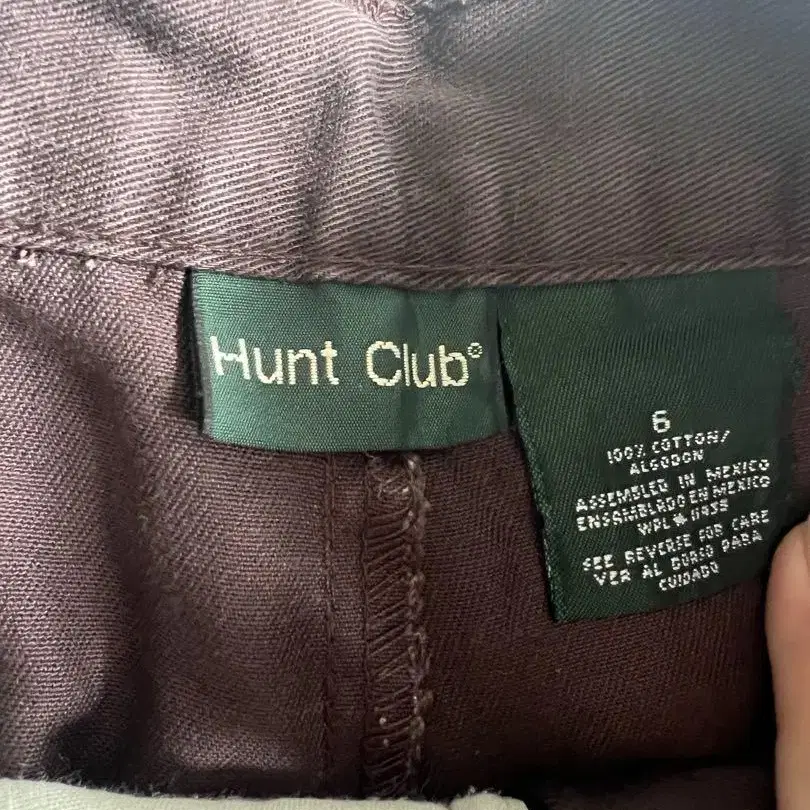 Hunt Club®
6
100% COTTON/
ALGODON
ASSEMBLED IN MEXICO
ENSAMBLADO EN MEXICO
WPL * 0435
SEE REVERSE FOR CARE
VER AL DORSO PARA
CUIDADO